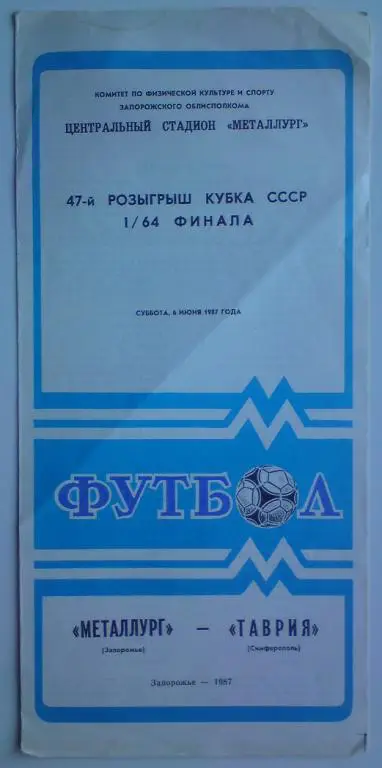 КОМИТЕТ ПО ФИЗИЧЕСКОЙ КУЛЬТУРЕ И СПОРТУ
ЗАПОРОЖСКОГО ОБЛИСПОЛКОМА
ЦЕНТРАЛЬНЫЙ СТАДИОН «МЕТАЛЛУРГ»
47-й РОЗЫГРЫШ КУБКА СССР
1/64 ФИНАЛА
СУББОТА, 6 ИЮНЯ 1987 ГОДА
ФУТБОЛ
«МЕТАЛЛУРГ» — «ТАВРИЯ»
(Запорожье) (Симферополь)
Запорожье — 1987